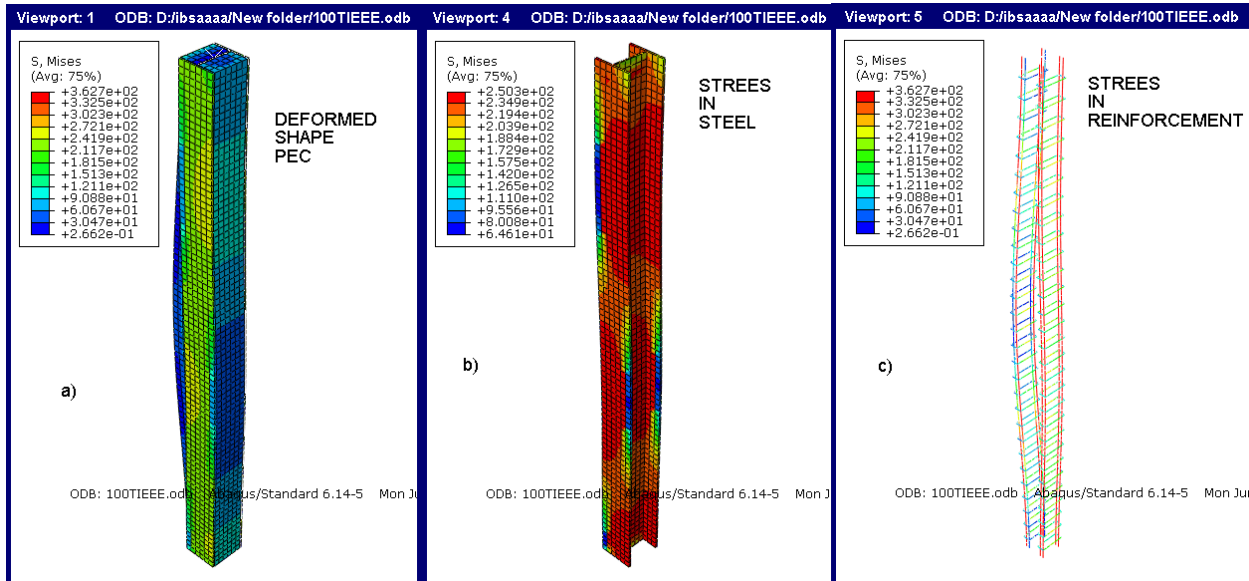 Viewport: 1 ODB: D:/ibsaaaa/New folder/100TIEEE.odb
S, Mises
(Avg: 75%)
+3.627e+02
+3.325e+02
+3.023e+02
+2.721e+02
+2.419e+02
+2.117e+02
+1.815e+02
+1.513e+02
+1.211e+02
+9.088e+01
+6.067e+01
+3.047e+01
+2.662e-01
DEFORMED
SHAPE
PEC
a)
ODB: 100TIEEE.odb Abaqus/Standard 6.14-5 Mon Ju
Viewport: 4 ODB: D:/ibsaaaa/New folder/100TIEEE.odb
S, Mises
(Avg: 75%)
+2.503e+02
+2.349e+02
+2.194e+02
+2.039e+02
+1.884e+02
+1.729e+02
+1.575e+02
+1.420e+02
+1.265e+02
+1.110e+02
+9.556e+01
+8.008e+01
+6.461e+01
STREES
IN
STEEL
b)
ODB: 100TIEEE.odb Abaqus/Standard 6.14-5 Mon J
Viewport: 5 ODB: D:/ibsaaaa/New folder/100TIEEE.odb
S, Mises
(Avg: 75%)
+3.627e+02
+3.325e+02
+3.023e+02
+2.721e+02
+2.419e+02
+2.117e+02
+1.815e+02
+1.513e+02
+1.211e+02
+9.088e+01
+6.067e+01
+3.047e+01
+2.662e-01
STREES
IN
REINFORCEMENT
c)
ODB: 100TIEEE.odb Abaqus/Standard 6.14-5 Mon Ju